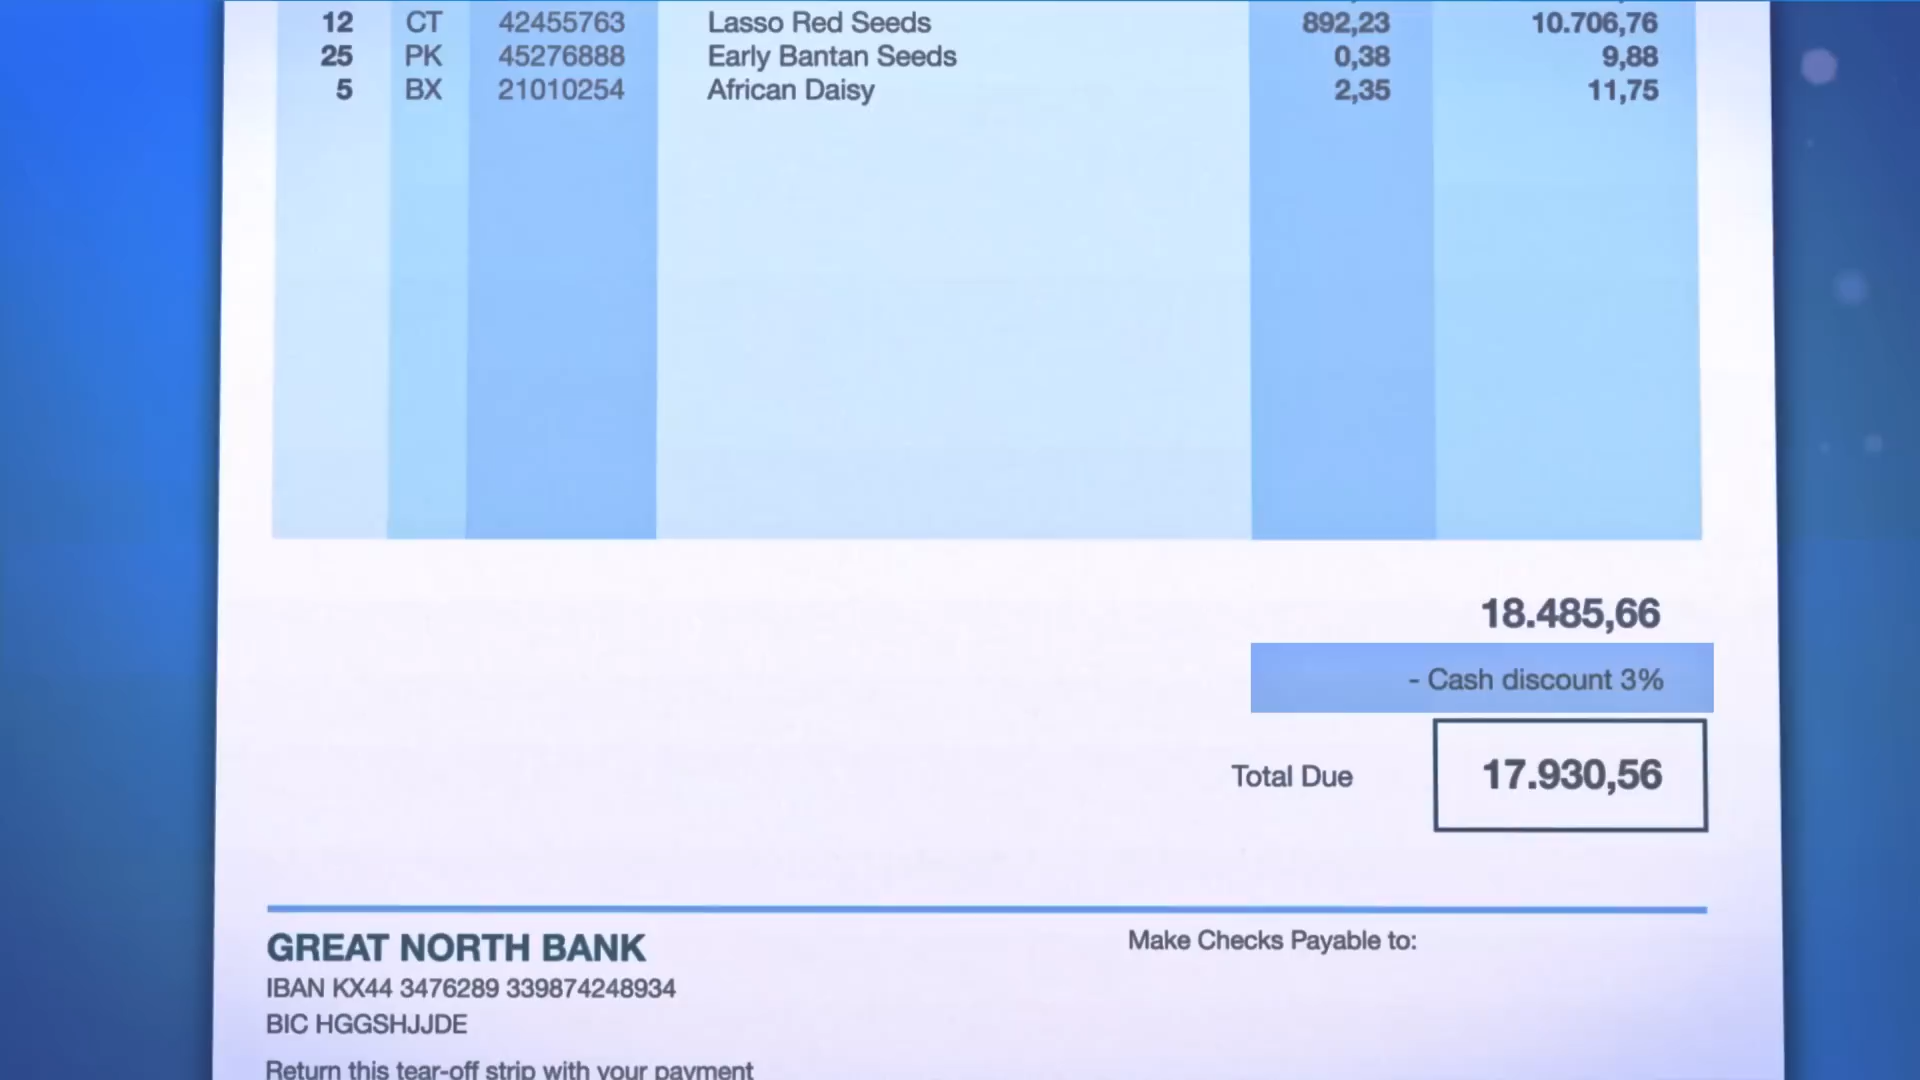 12 CT 42455763 Lasso Red Seeds 892,23 10.706,76
25 PK 45276888 Early Bantan Seeds 0,38 9,88
5 BX 21010254 African Daisy 2,35 11,75
18.485,66
- Cash discount 3%
Total Due 17.930,56
GREAT NORTH BANK
Make Checks Payable to:
IBAN KX44 3476289 339874248934
BIC HGGSHJJDE
Return this tear-off strip with your payment